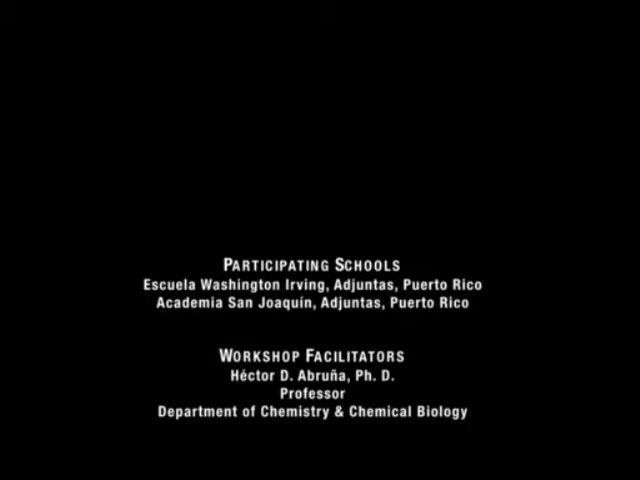 PARTICIPATING SCHOOLS
Escuela Washington Irving, Adjuntas, Puerto Rico
Academia San Joaquín, Adjuntas, Puerto Rico
WORKSHOP FACILITATORS
Héctor D. Abruña, Ph. D.
Professor
Department of Chemistry & Chemical Biology